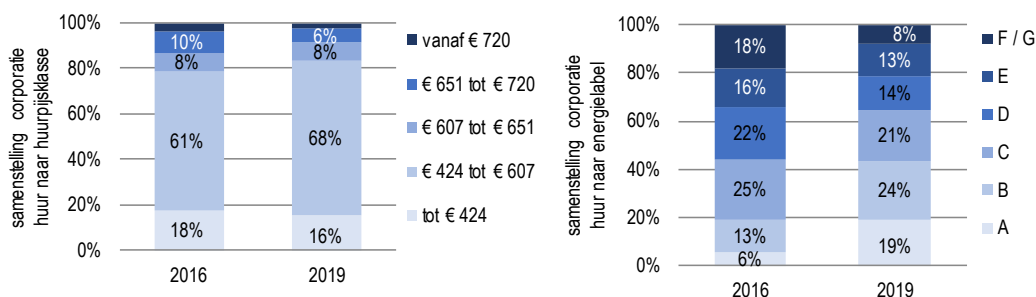 samenstelling corporatie
huur naar huurpijsklasse
100%
80%
60%
40%
20%
0%
10%
8%
61%
18%
6%
8%
68%
16%
2016
2019
vanaf € 720
€ 651 tot € 720
€ 607 tot € 651
€ 424 tot € 607
tot € 424
samenstelling corporatie
huur naar energielabel
100%
80%
60%
40%
20%
0%
18%
16%
22%
25%
13%
6%
8%
13%
14%
21%
24%
19%
2016
2019
F / G
E
D
C
B
A